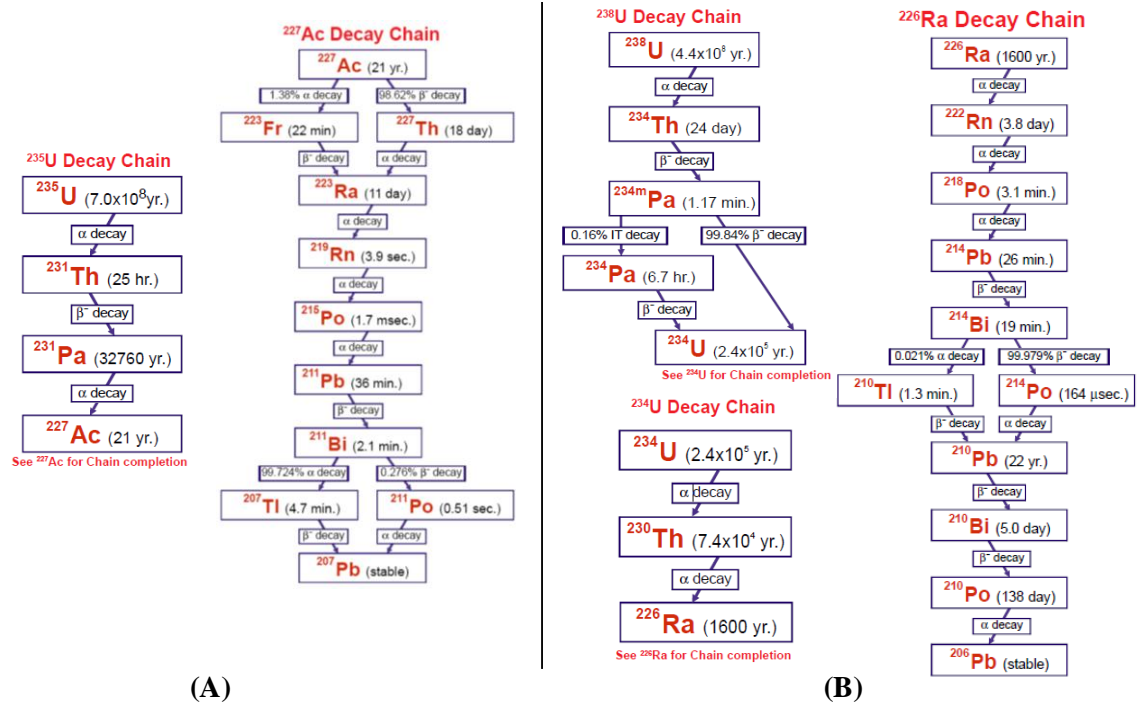 ²³⁵U Decay Chain
²³⁵U (7.0x10⁸yr.)
α decay
²³¹Th (25 hr.)
β⁻ decay
²³¹Pa (32760 yr.)
α decay
²²⁷Ac (21 yr.)
See ²²⁷Ac for Chain completion
²²⁷Ac Decay Chain
²²⁷Ac (21 yr.)
1.38% α decay
98.62% β⁻ decay
²²³Fr (22 min)
²²⁷Th (18 day)
β⁻ decay
α decay
²²³Ra (11 day)
α decay
²¹⁹Rn (3.9 sec.)
α decay
²¹⁵Po (1.7 msec.)
α decay
²¹¹Pb (36 min.)
β⁻ decay
²¹¹Bi (2.1 min.)
99.724% α decay
0.276% β⁻ decay
²⁰⁷Tl (4.7 min.)
²¹¹Po (0.51 sec.)
β⁻ decay
α decay
²⁰⁷Pb (stable)
(A)
²³⁸U Decay Chain
²³⁸U (4.4x10⁸ yr.)
α decay
²³⁴Th (24 day)
β⁻ decay
²³⁴ᵐPa (1.17 min.)
0.16% IT decay
99.84% β⁻ decay
²³⁴Pa (6.7 hr.)
β⁻ decay
²³⁴U (2.4x10⁵ yr.)
See ²³⁴U for Chain completion
²³⁴U Decay Chain
²³⁴U (2.4x10⁵ yr.)
α decay
²³⁰Th (7.4x10⁴ yr.)
α decay
²²⁶Ra (1600 yr.)
See ²²⁶Ra for Chain completion
²²⁶Ra Decay Chain
²²⁶Ra (1600 yr.)
α decay
²²²Rn (3.8 day)
α decay
²¹⁸Po (3.1 min.)
α decay
²¹⁴Pb (26 min.)
β⁻ decay
²¹⁴Bi (19 min.)
0.021% α decay
99.979% β⁻ decay
²¹⁰Tl (1.3 min.)
²¹⁴Po (164 μsec.)
β⁻ decay
α decay
²¹⁰Pb (22 yr.)
β⁻ decay
²¹⁰Bi (5.0 day)
β⁻ decay
²¹⁰Po (138 day)
α decay
²⁰⁶Pb (stable)
(B)